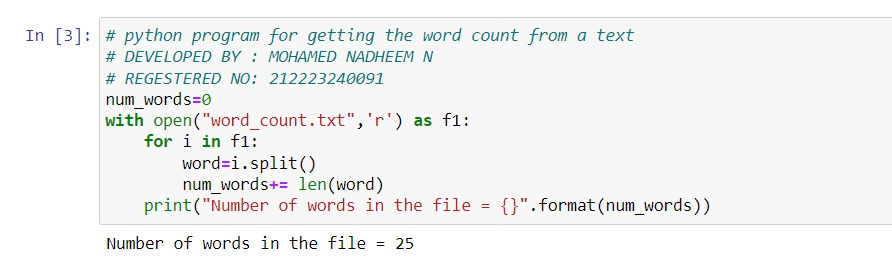 In [3]: # python program for getting the word count from a text
# DEVELOPED BY : MOHAMED NADHEEM N
# REGESTERED NO: 212223240091
num_words=0
with open("word_count.txt",'r') as f1:
    for i in f1:
        word=i.split()
        num_words+= len(word)
    print("Number of words in the file = {}".format(num_words))
Number of words in the file = 25